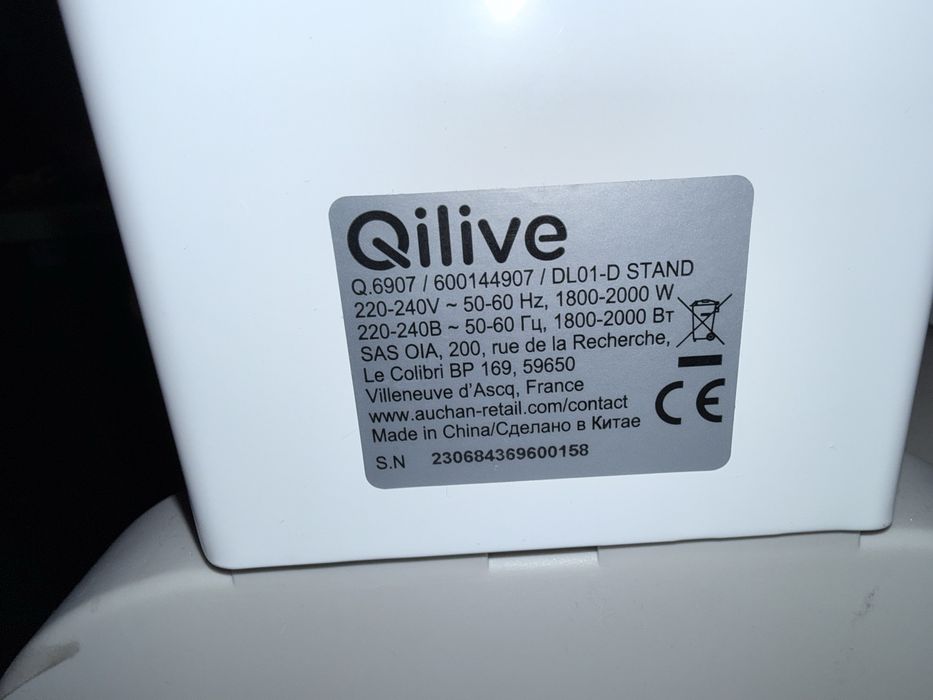 Qilive
Q.6907 / 600144907 / DL01-D STAND
220-240V ~ 50-60 Hz, 1800-2000 W
220-240В ~ 50-60 Гц, 1800-2000 Вт
SAS OIA, 200, rue de la Recherche,
Le Colibri BP 169, 59650
Villeneuve d'Ascq, France
www.auchan-retail.com/contact
Made in China/Сделано в Китае
S.N 230684369600158
CE